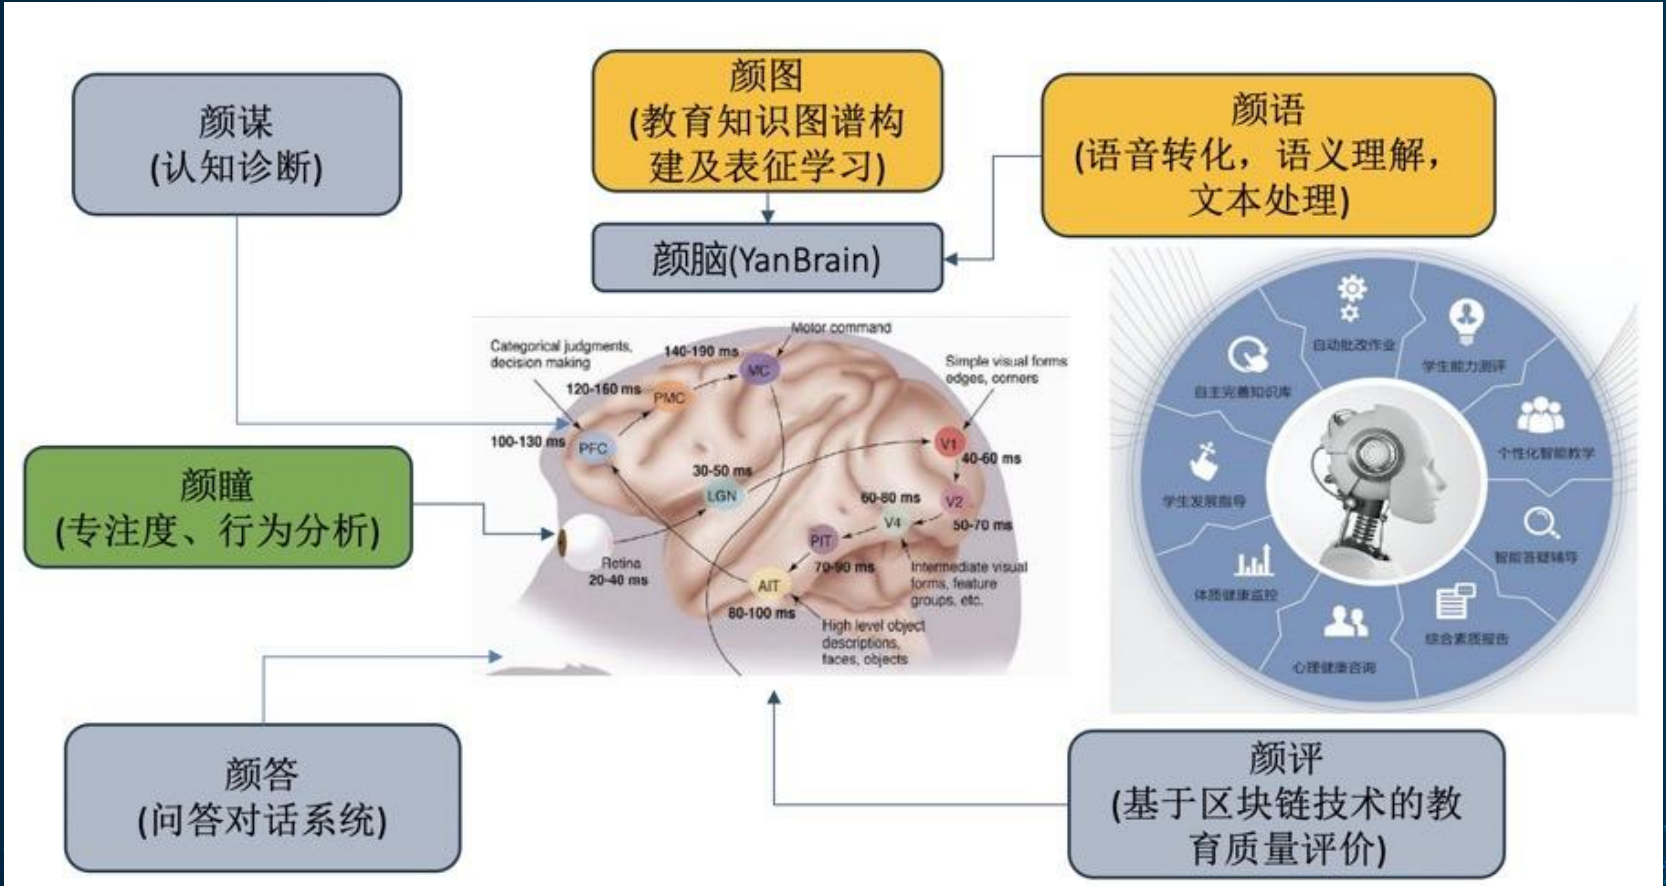 颜谋
(认知诊断)
颜图
(教育知识图谱构
建及表征学习)
颜语
(语音转化，语义理解，
文本处理)
颜脑(YanBrain)
颜瞳
(专注度、行为分析)
颜答
(问答对话系统)
颜评
(基于区块链技术的教
育质量评价)
Motor command
Categorical judgments,
decision making
140-190 ms
MC
Simple visual forms
edges, corners
120-160 ms
PMC
100-130 ms
PFC
V1
40-60 ms
30-50 ms
LGN
60-80 ms
V2
V4
50-70 ms
PIT
Retina
20-40 ms
70-90 ms
Intermediate visual
forms, feature
groups, etc.
AIT
80-100 ms
High level object
descriptions,
faces, objects
自动批改作业
学生能力测评
自主完善知识库
个性化智能教学
学生发展指导
智能答疑辅导
体质健康监控
综合素质报告
心理健康咨询